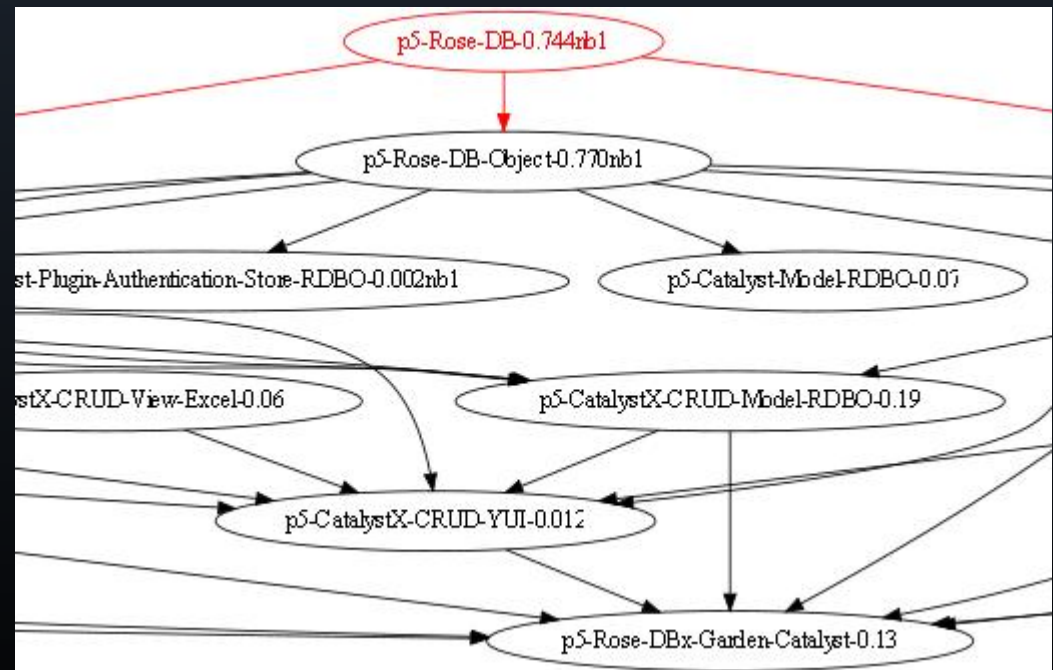 p5-Rose-DB-0.744nb1
p5-Rose-DB-Object-0.770nb1
st-Plugin-Authentication-Store-RDBO-0.002nb1
p5-Catalyst-Model-RDBO-0.07
ystX-CRUD-View-Excel-0.06
p5-CatalystX-CRUD-Model-RDBO-0.19
p5-CatalystX-CRUD-YUI-0.012
p5-Rose-DBx-Garden-Catalyst-0.13